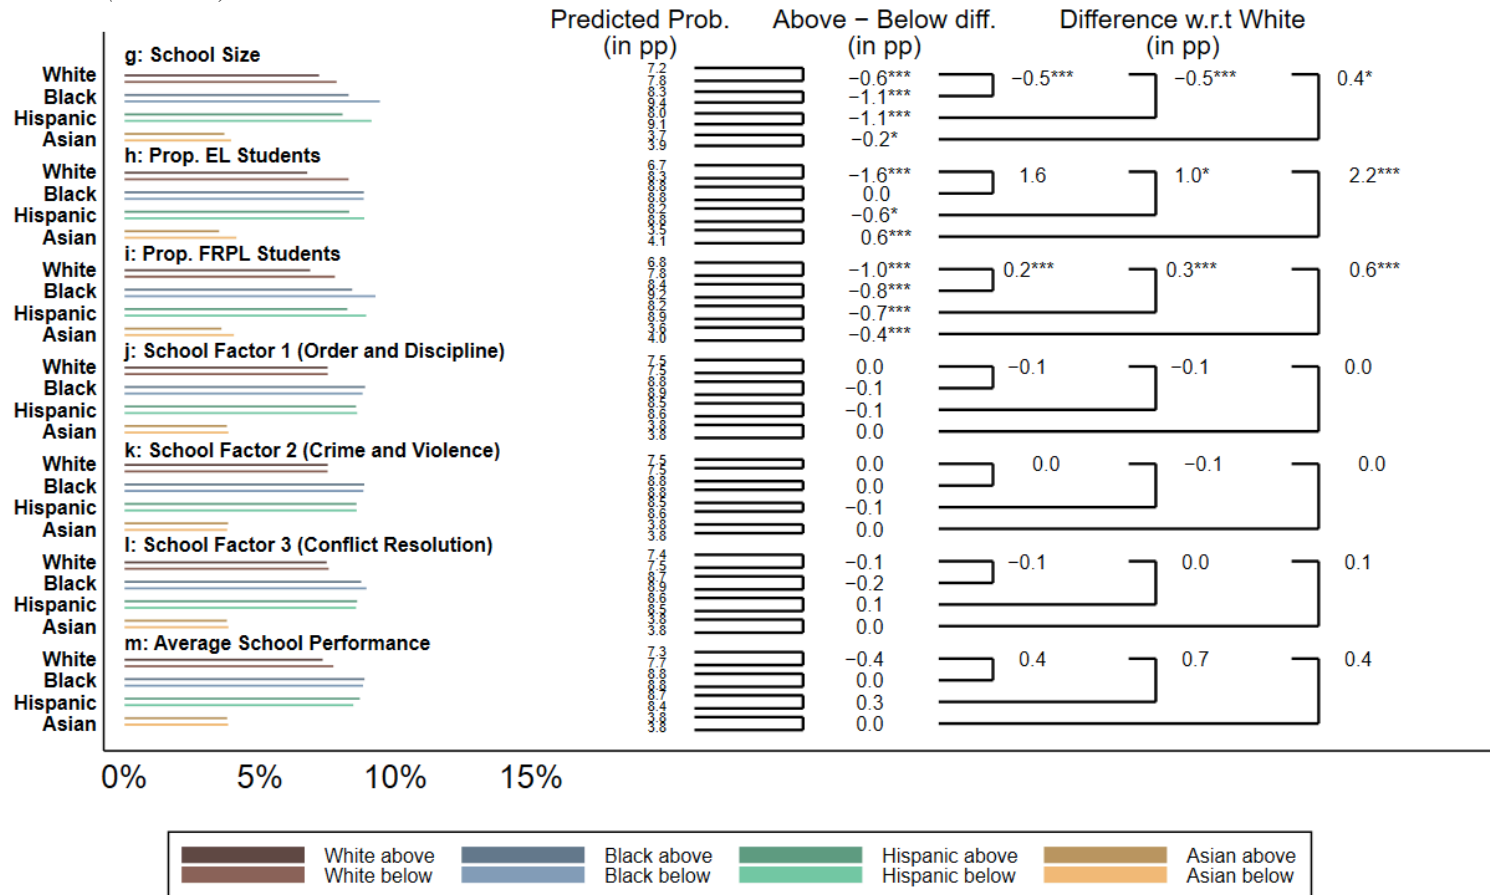 Predicted Prob. Above − Below diff. Difference w.r.t White
(in pp) (in pp) (in pp)
g: School Size
White 7.2 7.8 −0.6*** −0.5*** −0.5*** 0.4*
Black 8.3 9.4 −1.1***
Hispanic 8.0 9.1 −1.1***
Asian 3.7 3.9 −0.2*
h: Prop. EL Students
White 6.7 8.3 −1.6*** 1.6 1.0* 2.2***
Black 8.8 8.8 0.0
Hispanic 8.2 8.8 −0.6*
Asian 3.5 4.1 0.6***
i: Prop. FRPL Students
White 6.8 7.8 −1.0*** 0.2*** 0.3*** 0.6***
Black 8.4 9.2 −0.8***
Hispanic 8.2 8.9 −0.7***
Asian 3.6 4.0 −0.4***
j: School Factor 1 (Order and Discipline)
White 7.5 7.5 0.0 −0.1 −0.1 0.0
Black 8.8 8.9 −0.1
Hispanic 8.5 8.6 −0.1
Asian 3.8 3.8 0.0
k: School Factor 2 (Crime and Violence)
White 7.5 7.5 0.0 0.0 −0.1 0.0
Black 8.8 8.8 0.0
Hispanic 8.5 8.6 −0.1
Asian 3.8 3.8 0.0
l: School Factor 3 (Conflict Resolution)
White 7.4 7.5 −0.1 −0.1 0.0 0.1
Black 8.7 8.9 −0.2
Hispanic 8.6 8.5 0.1
Asian 3.8 3.8 0.0
m: Average School Performance
White 7.3 7.7 −0.4 0.4 0.7 0.4
Black 8.8 8.8 0.0
Hispanic 8.7 8.4 0.3
Asian 3.8 3.8 0.0
0% 5% 10% 15%
White above Black above Hispanic above Asian above
White below Black below Hispanic below Asian below